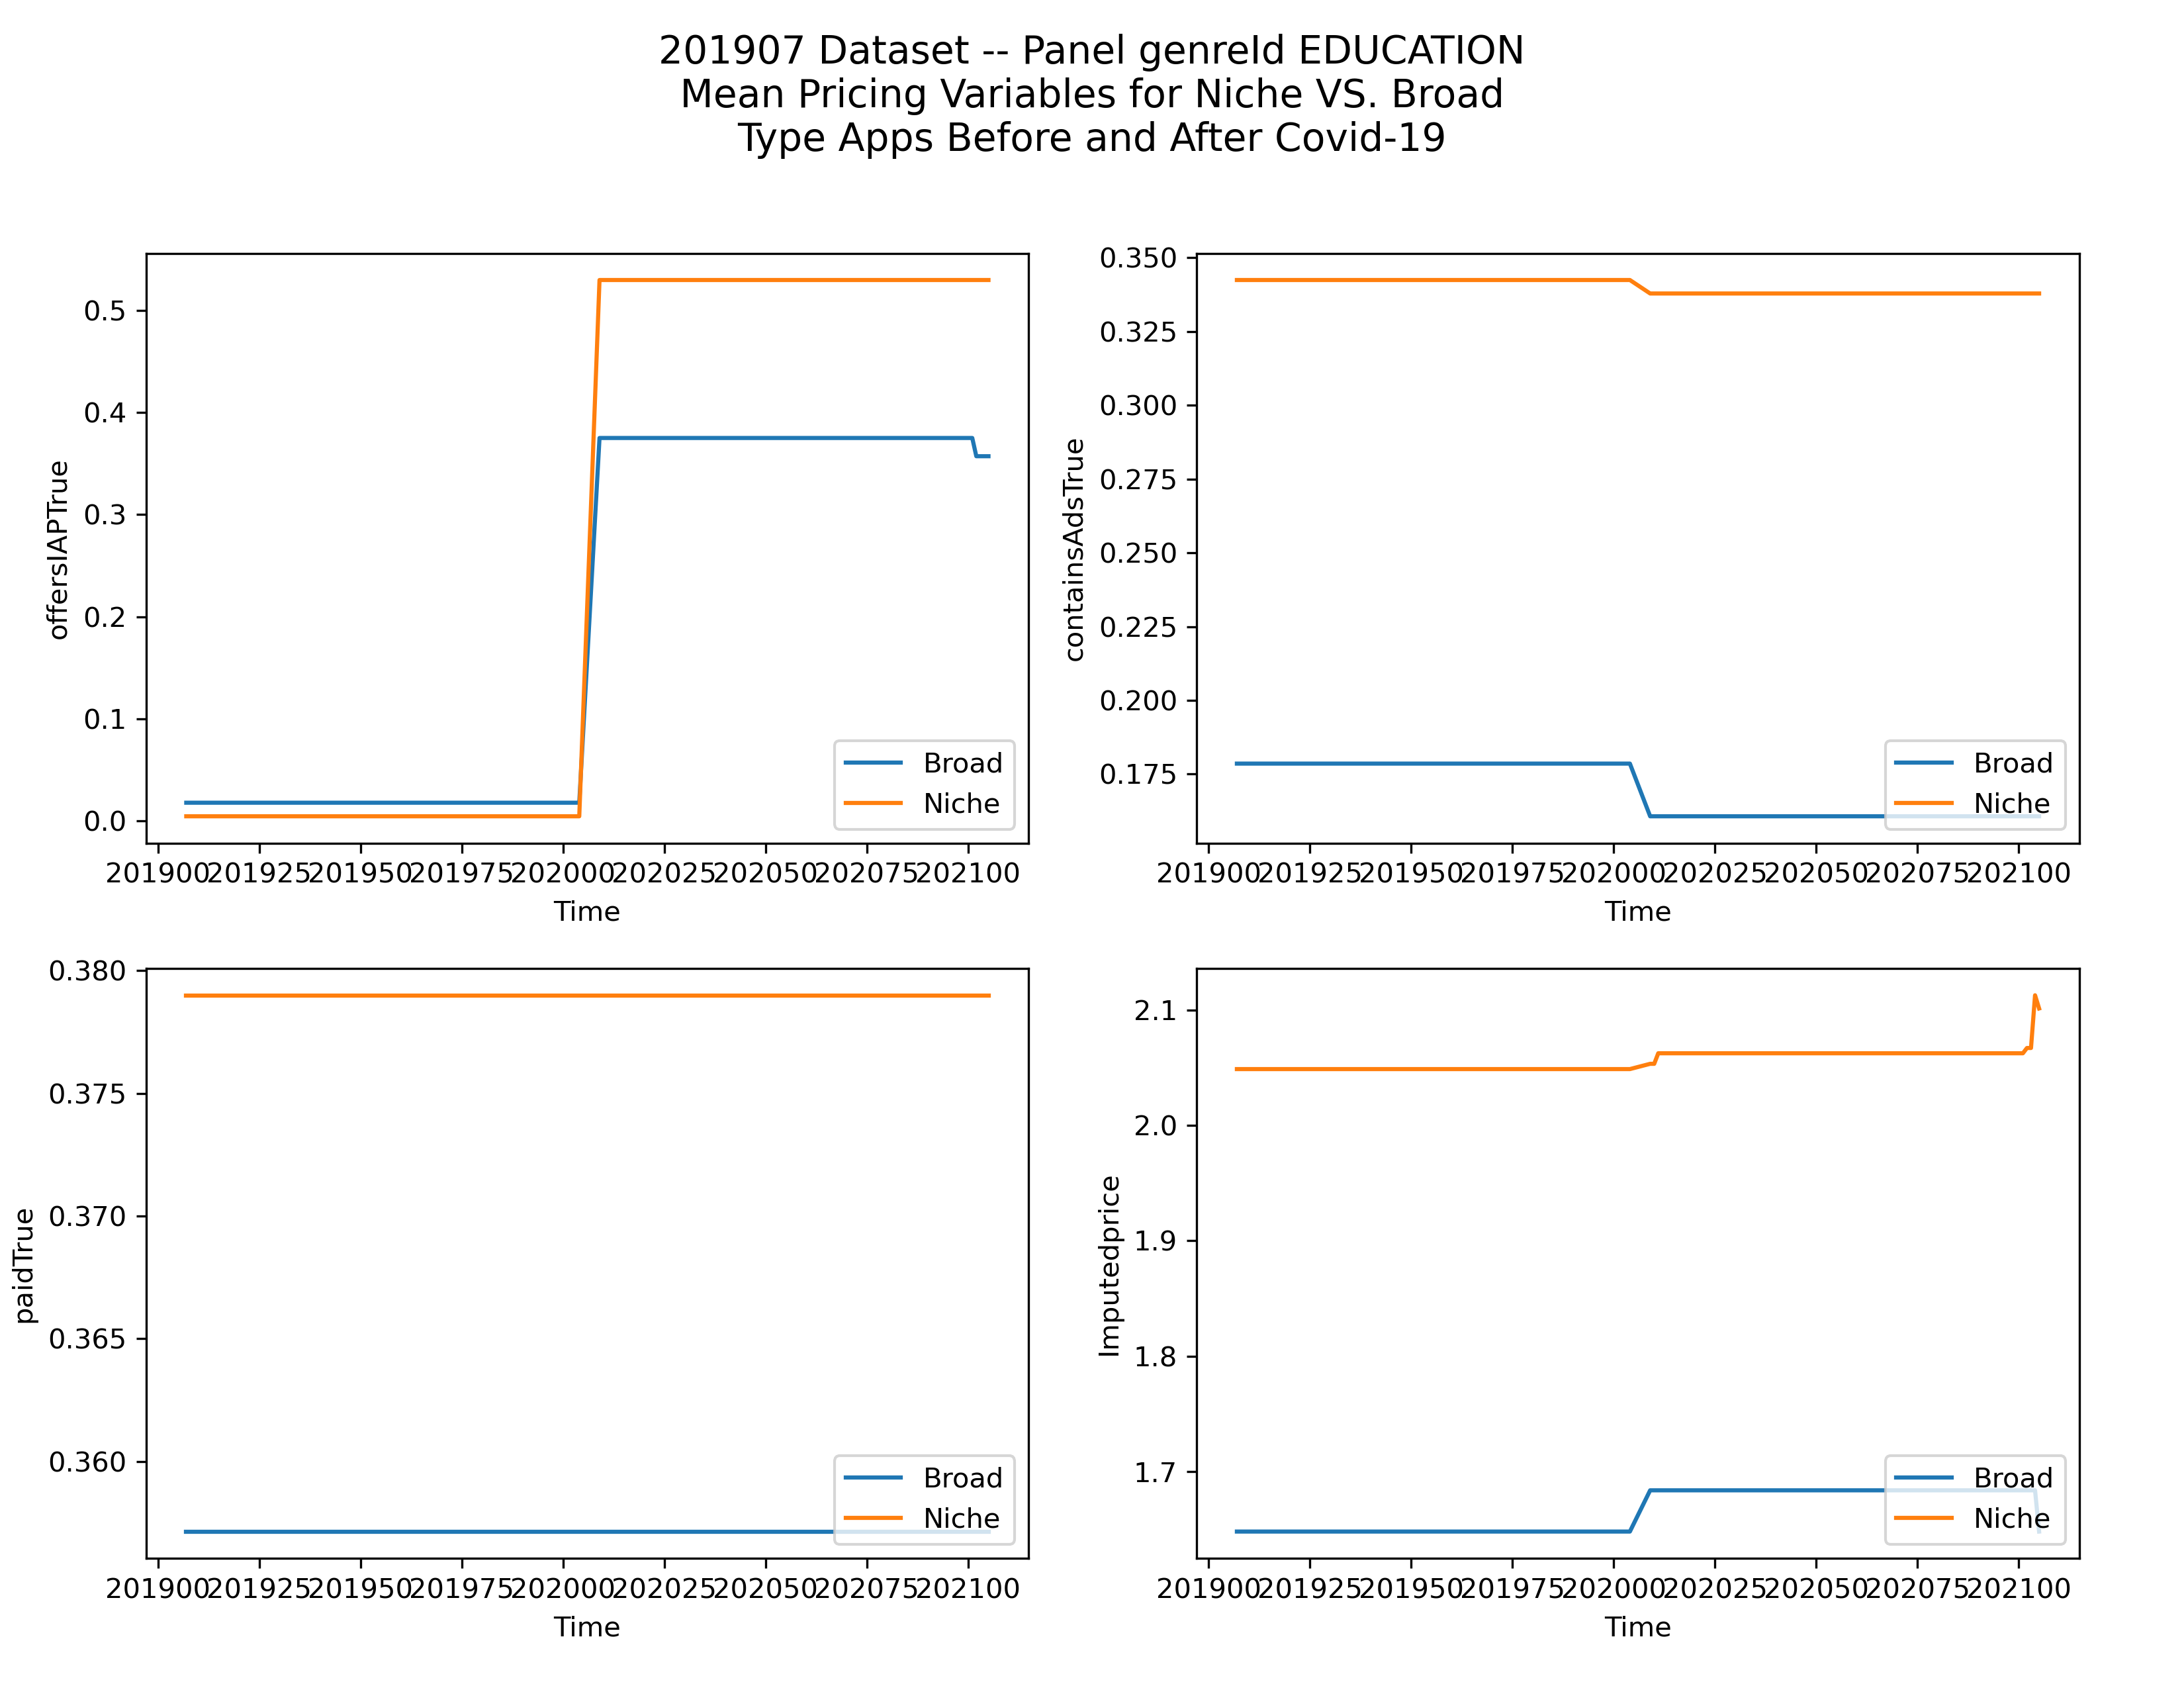 201907 Dataset -- Panel genreId EDUCATION
Mean Pricing Variables for Niche VS. Broad
Type Apps Before and After Covid-19
offersIAPTrue
0.5
0.4
0.3
0.2
0.1
0.0
Broad
Niche
201900 201925 201950 201975 202000 202025 202050 202075 202100
Time
containsAdsTrue
0.350
0.325
0.300
0.275
0.250
0.225
0.200
0.175
Broad
Niche
201900 201925 201950 201975 202000 202025 202050 202075 202100
Time
paidTrue
0.380
0.375
0.370
0.365
0.360
Broad
Niche
201900 201925 201950 201975 202000 202025 202050 202075 202100
Time
Imputedprice
2.1
2.0
1.9
1.8
1.7
Broad
Niche
201900 201925 201950 201975 202000 202025 202050 202075 202100
Time